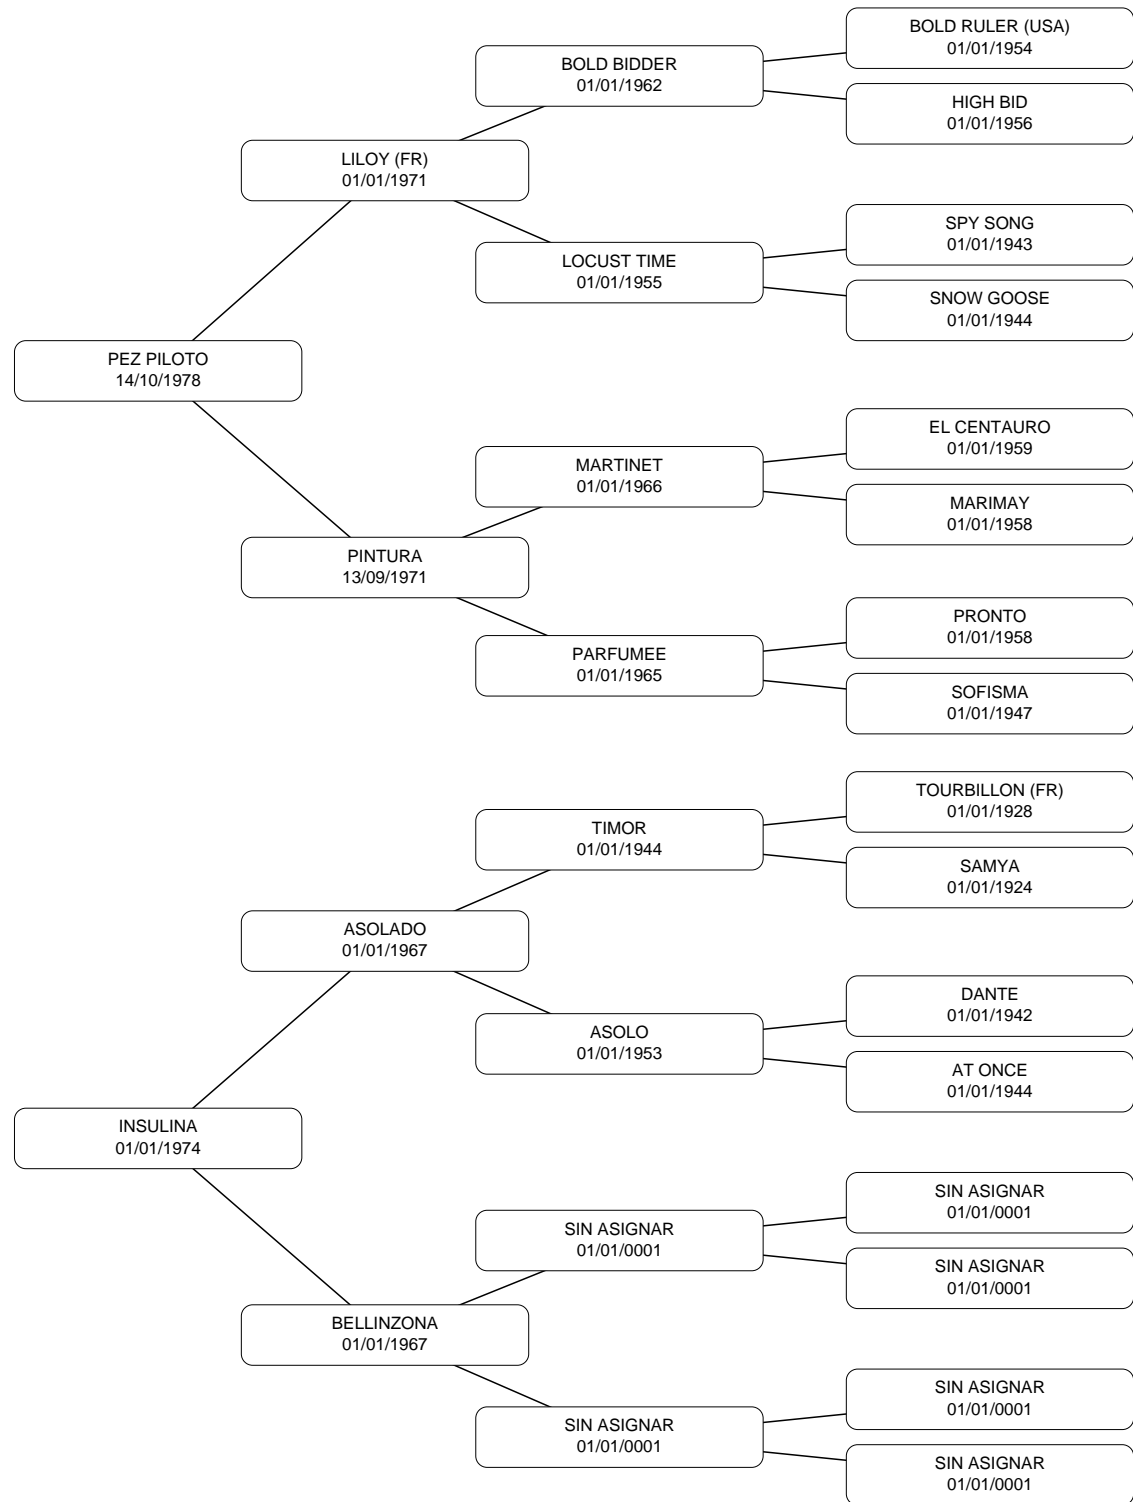 BOLD RULER (USA)
01/01/1954
BOLD BIDDER
01/01/1962
HIGH BID
01/01/1956
LILOY (FR)
01/01/1971
SPY SONG
01/01/1943
LOCUST TIME
01/01/1955
SNOW GOOSE
01/01/1944
PEZ PILOTO
14/10/1978
EL CENTAURO
01/01/1959
MARTINET
01/01/1966
MARIMAY
01/01/1958
PINTURA
13/09/1971
PRONTO
01/01/1958
PARFUMEE
01/01/1965
SOFISMA
01/01/1947
TOURBILLON (FR)
01/01/1928
TIMOR
01/01/1944
SAMYA
01/01/1924
ASOLADO
01/01/1967
DANTE
01/01/1942
ASOLO
01/01/1953
AT ONCE
01/01/1944
INSULINA
01/01/1974
SIN ASIGNAR
01/01/0001
SIN ASIGNAR
01/01/0001
SIN ASIGNAR
01/01/0001
BELLINZONA
01/01/1967
SIN ASIGNAR
01/01/0001
SIN ASIGNAR
01/01/0001
SIN ASIGNAR
01/01/0001